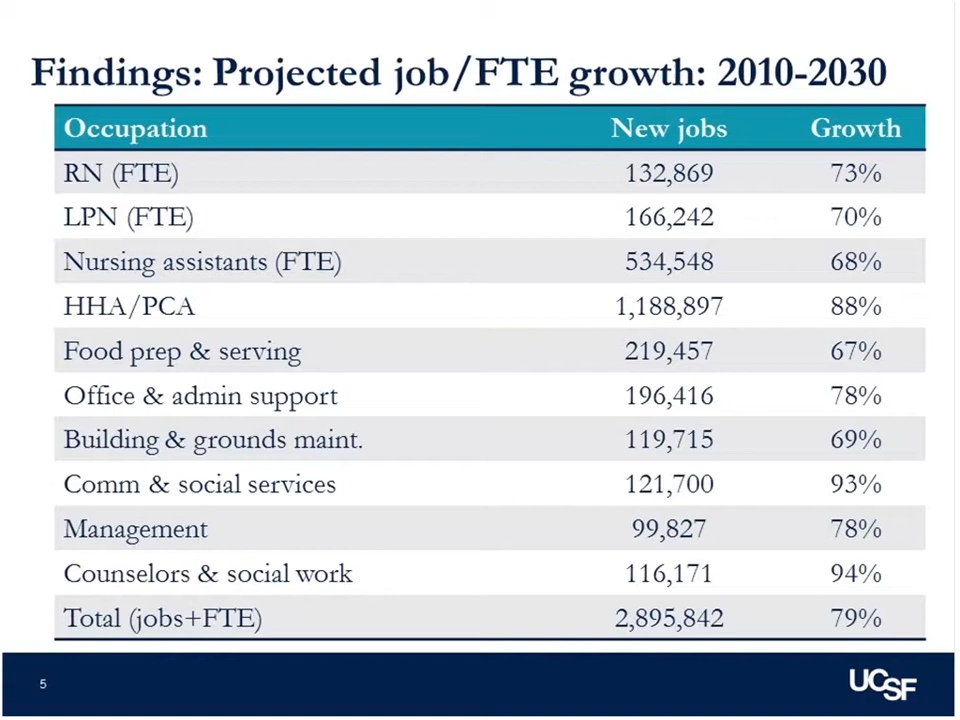 Findings: Projected job/FTE growth: 2010-2030
Occupation New jobs Growth
RN (FTE) 132,869 73%
LPN (FTE) 166,242 70%
Nursing assistants (FTE) 534,548 68%
HHA/PCA 1,188,897 88%
Food prep & serving 219,457 67%
Office & admin support 196,416 78%
Building & grounds maint. 119,715 69%
Comm & social services 121,700 93%
Management 99,827 78%
Counselors & social work 116,171 94%
Total (jobs+FTE) 2,895,842 79%
5
UCSF